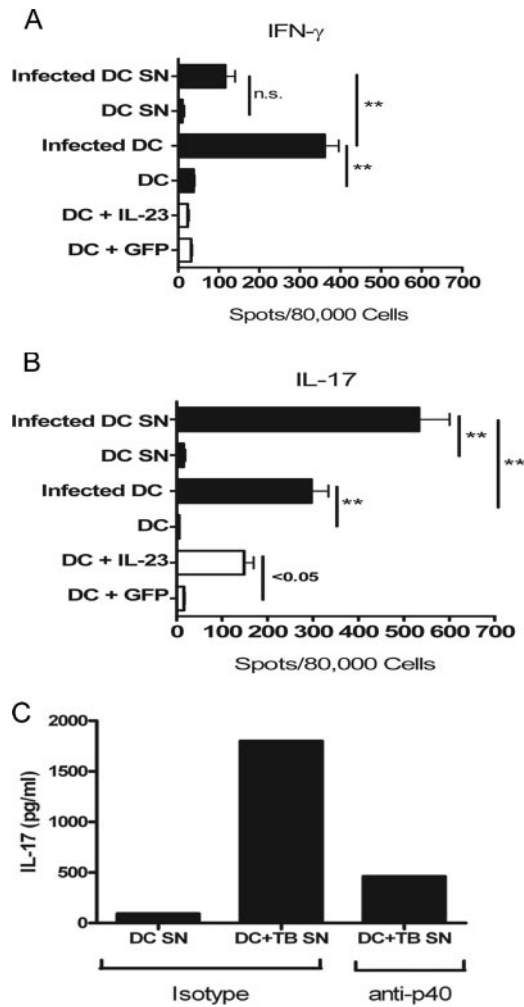 A
IFN-γ
Infected DC SN
n.s.
**
DC SN
Infected DC
**
DC
DC + IL-23
DC + GFP
0 100 200 300 400 500 600 700
Spots/80,000 Cells
B
IL-17
Infected DC SN
**
**
DC SN
Infected DC
**
DC
DC + IL-23
<0.05
DC + GFP
0 100 200 300 400 500 600 700
Spots/80,000 Cells
C
2000
1500
1000
500
0
IL-17 (pg/ml)
DC SN DC+TB SN DC+TB SN
Isotype anti-p40